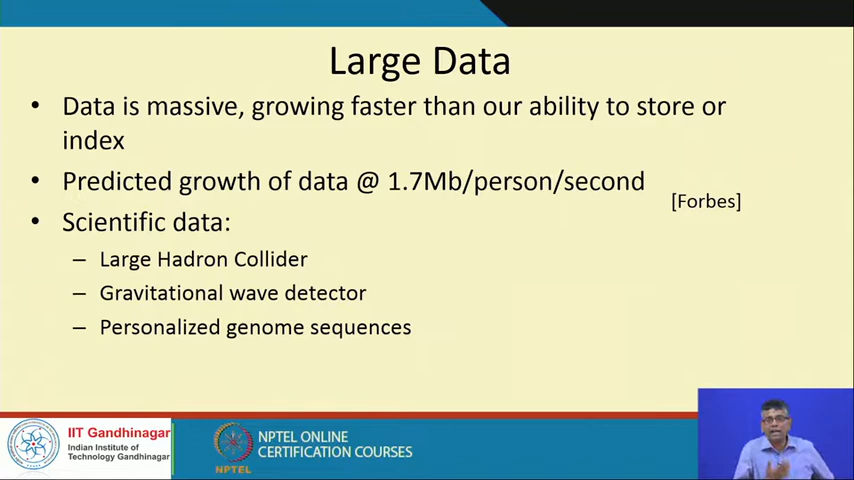 Large Data
• Data is massive, growing faster than our ability to store or
index
• Predicted growth of data @ 1.7Mb/person/second
[Forbes]
• Scientific data:
– Large Hadron Collider
– Gravitational wave detector
– Personalized genome sequences
IIT Gandhinagar
Indian Institute of
Technology Gandhinagar
NPTEL
NPTEL ONLINE
CERTIFICATION COURSES